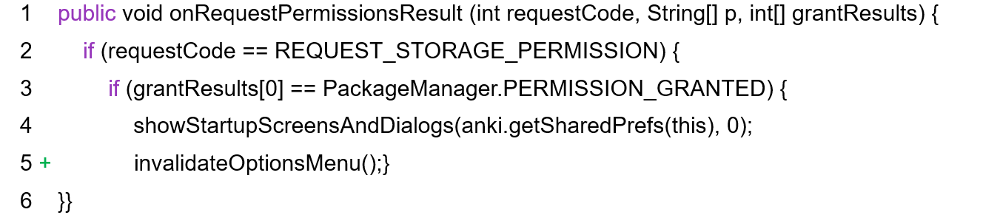 1 public void onRequestPermissionsResult (int requestCode, String[] p, int[] grantResults) {
2 if (requestCode == REQUEST_STORAGE_PERMISSION) {
3 if (grantResults[0] == PackageManager.PERMISSION_GRANTED) {
4 showStartupScreensAndDialogs(anki.getSharedPrefs(this), 0);
5 + invalidateOptionsMenu();}
6 }}